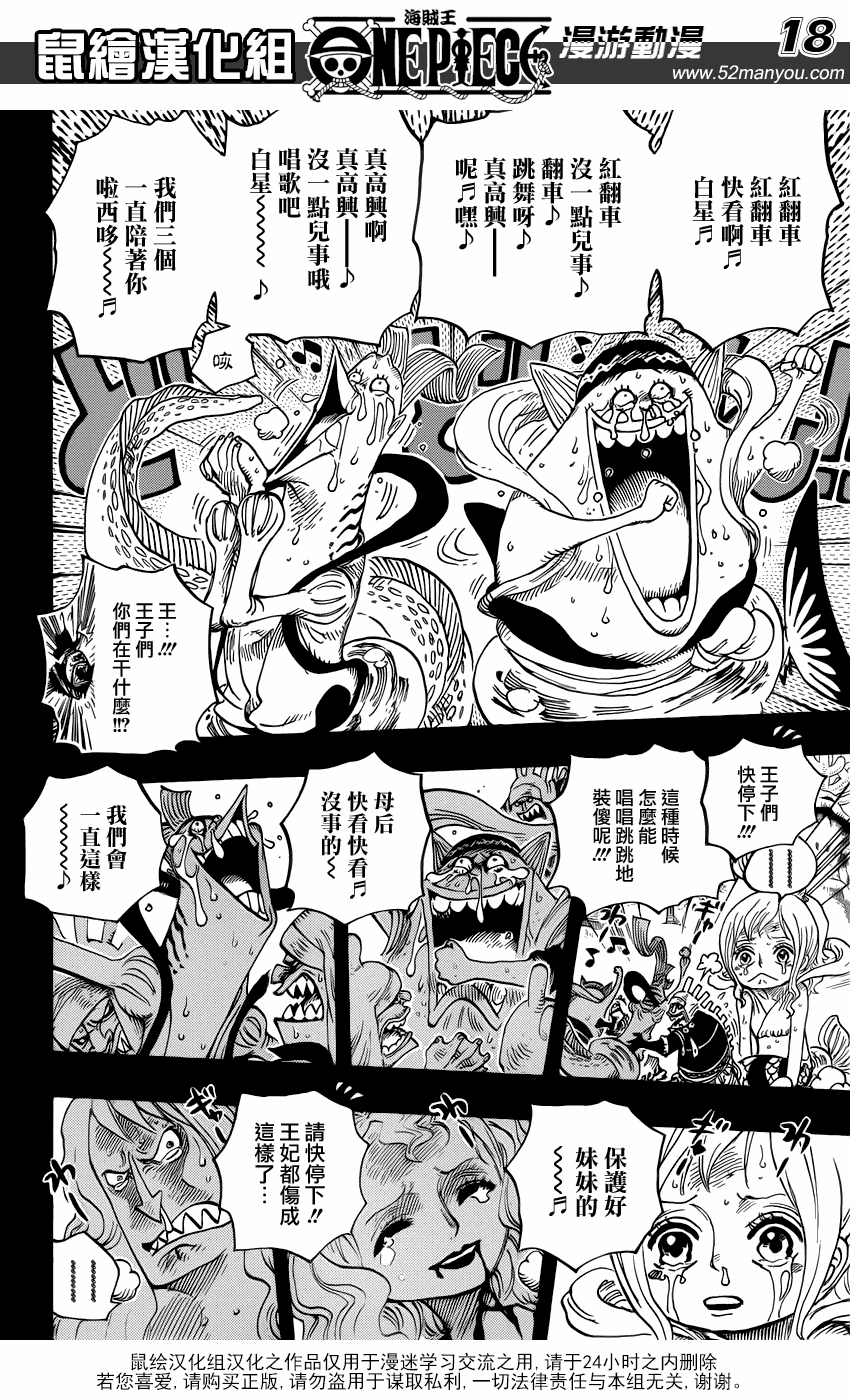 鼠繪漢化組
海賊王
ONE PIECE
漫游動漫
18
www.52manyou.com
紅翻車
紅翻車
快看啊♬
白星♬
紅翻車
沒一點兒事♪
翻車♪
跳舞呀♪
真高興——
呢♬嘿♪
真高興啊
真高興——♪
沒一點兒事哦
唱歌吧
白星~~~♪
我們三個
一直陪著你
啦西哆~~~♬
咳
王…!!!
王子們
你們在干什麼!!?
王子們
快停下!!!
這種時候
怎麼能
唱唱跳跳地
裝傻呢!!!
母后
快看快看♬
沒事的~
我們會
一直這樣
~~~♪
保護好
妹妹的
~~~♬
請快停下!!
王妃都傷成
這樣了…
鼠绘汉化组汉化之作品仅用于漫迷学习交流之用, 请于24小时之内删除
若您喜爱, 请购买正版, 请勿盗用于谋取私利, 一切法律责任与本组无关, 谢谢。